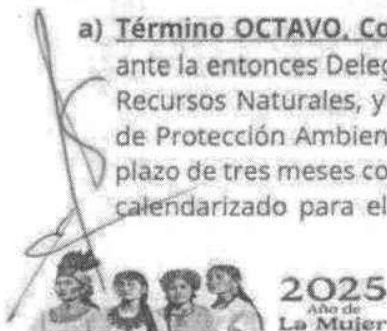 a) Término OCTAVO, Co
ante la entonces Deleg
Recursos Naturales, y
de Protección Ambien
plazo de tres meses co
calendarizado para el
2025
Año de
La Mujer